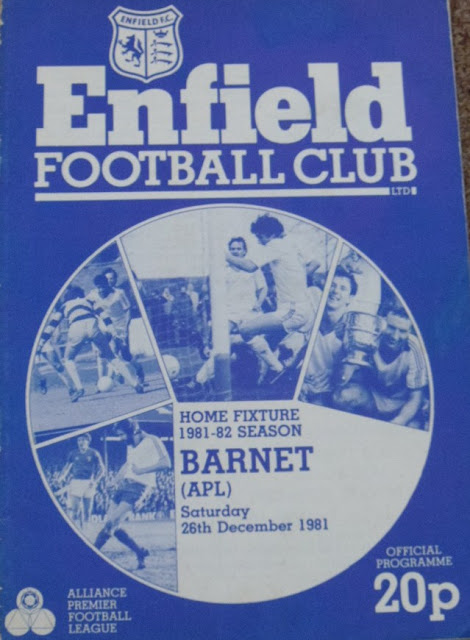 ENFIELD F.C.
Enfield
FOOTBALL CLUB
LTD
HOME FIXTURE
1981-82 SEASON
BARNET
(APL)
Saturday
26th December 1981
ALLIANCE
PREMIER
FOOTBALL
LEAGUE
OFFICIAL
PROGRAMME
20p